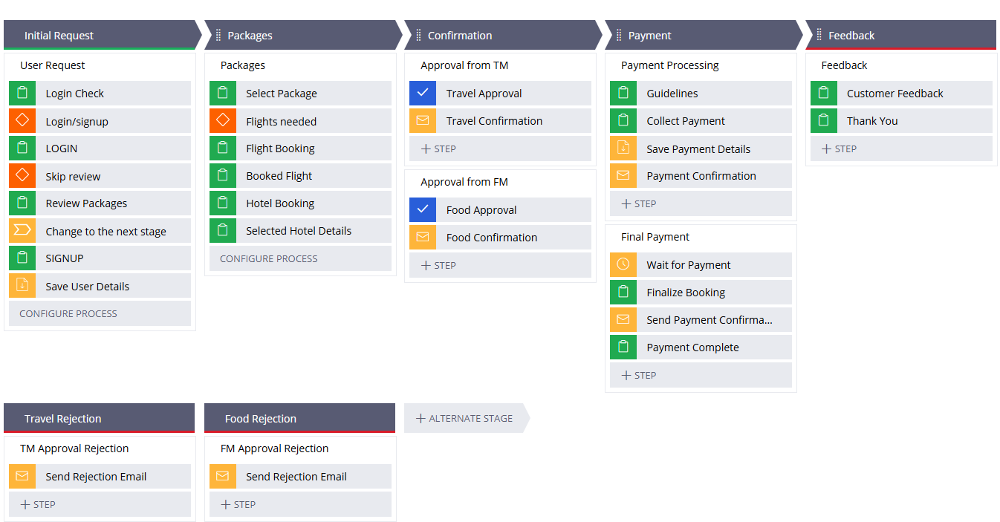 Initial Request
Packages
Confirmation
Payment
Feedback
User Request
Login Check
Login/signup
LOGIN
Skip review
Review Packages
Change to the next stage
SIGNUP
Save User Details
CONFIGURE PROCESS
Packages
Select Package
Flights needed
Flight Booking
Booked Flight
Hotel Booking
Selected Hotel Details
CONFIGURE PROCESS
Approval from TM
Travel Approval
Travel Confirmation
+ STEP
Approval from FM
Food Approval
Food Confirmation
+ STEP
Payment Processing
Guidelines
Collect Payment
Save Payment Details
Payment Confirmation
+ STEP
Final Payment
Wait for Payment
Finalize Booking
Send Payment Confirma...
Payment Complete
+ STEP
Feedback
Customer Feedback
Thank You
+ STEP
Travel Rejection
Food Rejection
+ ALTERNATE STAGE
TM Approval Rejection
Send Rejection Email
+ STEP
FM Approval Rejection
Send Rejection Email
+ STEP